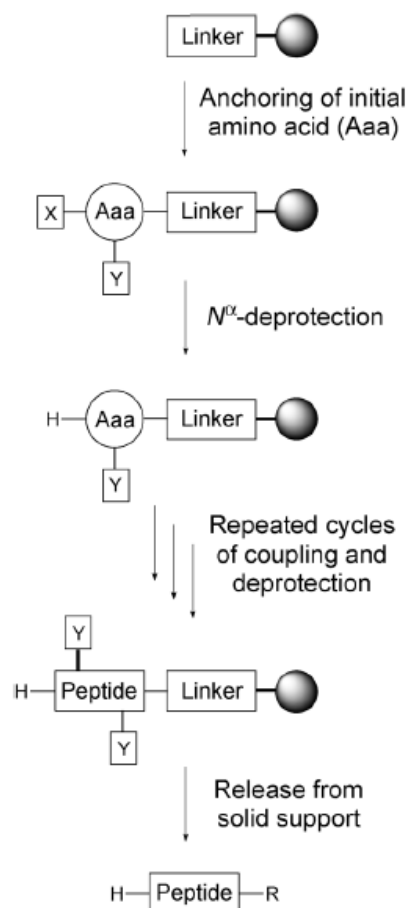 Linker
Anchoring of initial
amino acid (Aaa)
X Aaa Linker
Y
Nα-deprotection
H Aaa Linker
Y
Repeated cycles
of coupling and
deprotection
Y
H Peptide Linker
Y
Release from
solid support
H Peptide R